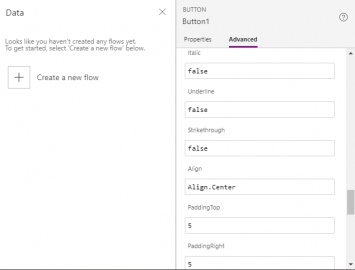 Data
Looks like you haven't created any flows yet.
To get started, select 'Create a new flow' below.
Create a new flow
BUTTON
Button1
Properties
Advanced
Italic
false
Underline
false
Strikethrough
false
Align
Align.Center
PaddingTop
5
PaddingRight
5